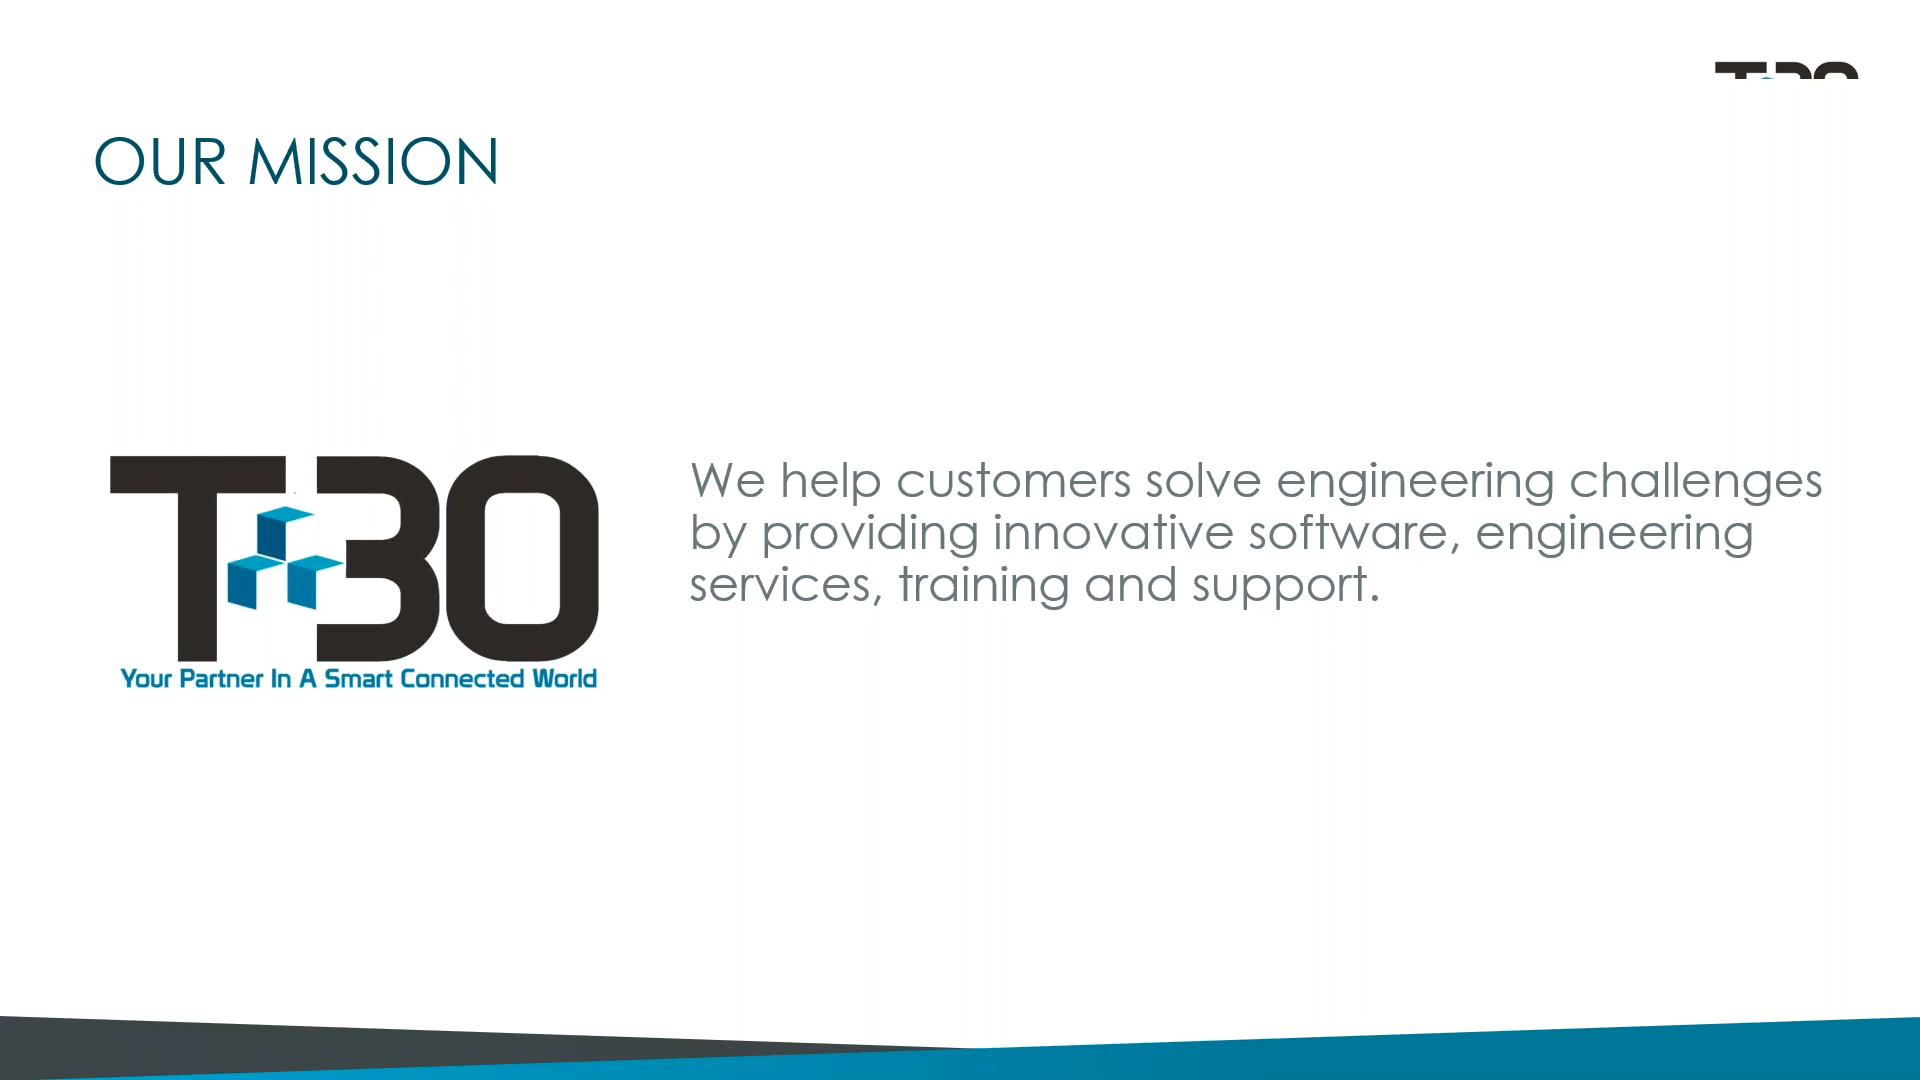 OUR MISSION
T30
Your Partner In A Smart Connected World
We help customers solve engineering challenges
by providing innovative software, engineering
services, training and support.